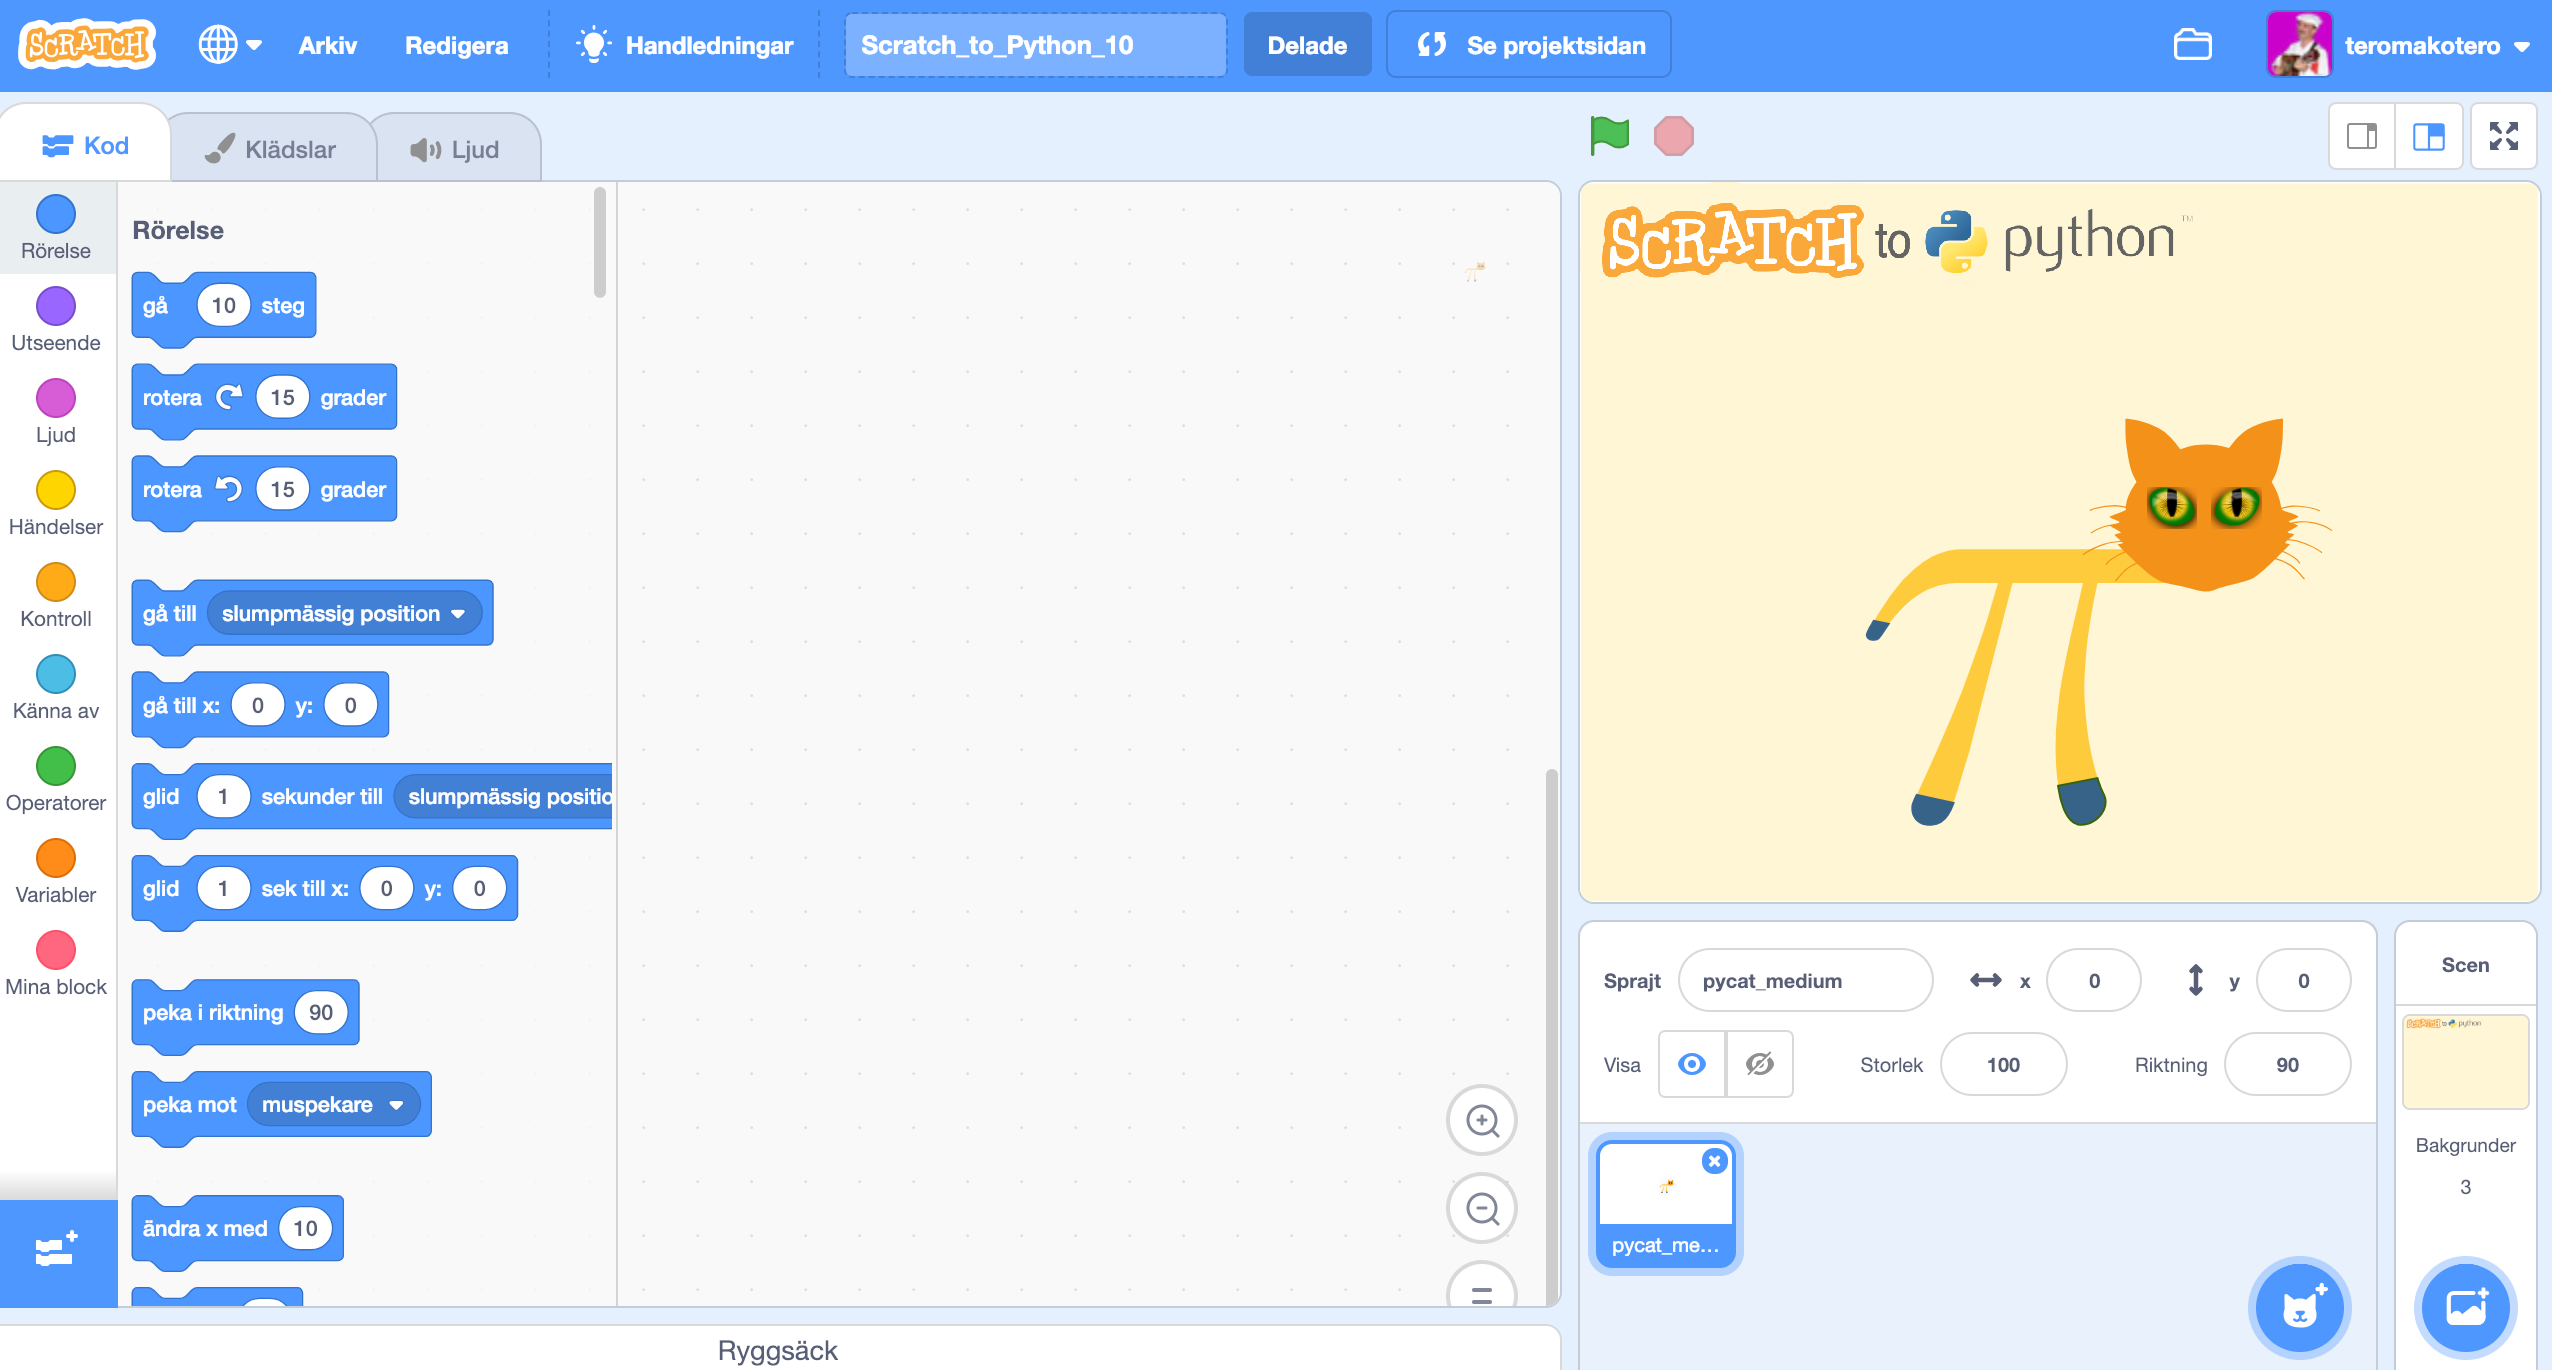 SCRATCH
Arkiv
Redigera
Handledningar
Scratch_to_Python_10
Delade
Se projektsidan
teromakotero
Kod
Klädslar
Ljud
Rörelse
Utseende
Ljud
Händelser
Kontroll
Känna av
Operatorer
Variabler
Mina block
Rörelse
gå 10 steg
rotera 15 grader
rotera 15 grader
gå till slumpmässig position
gå till x: 0 y: 0
glid 1 sekunder till slumpmässig positio
glid 1 sek till x: 0 y: 0
peka i riktning 90
peka mot muspekare
ändra x med 10
Ryggsäck
SCRATCH to python™
Sprajt pycat_medium x 0 y 0
Visa Storlek 100 Riktning 90
pycat_me...
Scen
SCRATCH to python
Bakgrunder
3